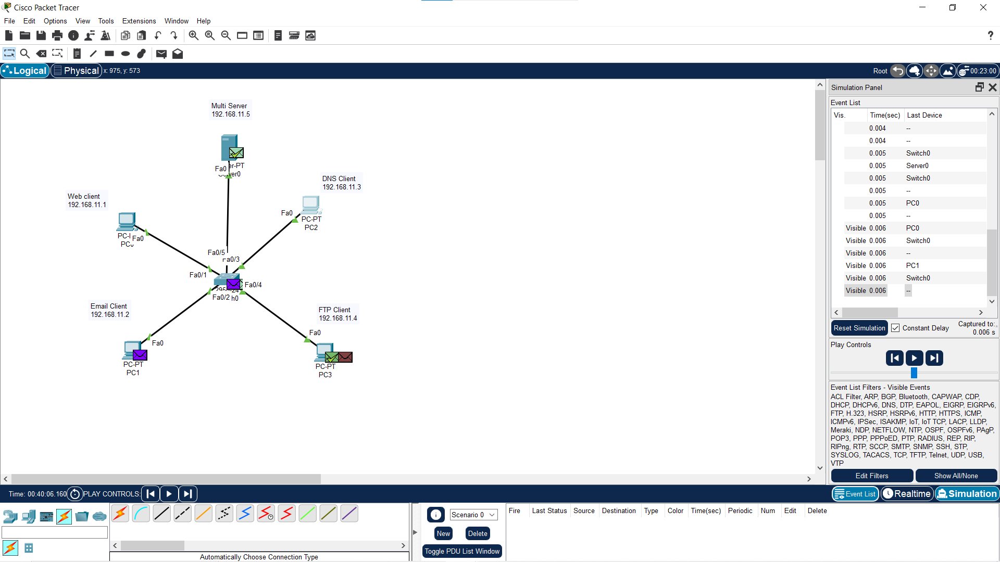 Cisco Packet Tracer
File Edit Options View Tools Extensions Window Help
?
Logical Physical x: 975, y: 573 Root 00:23:00
Multi Server
192.168.11.5
Fa0 er-PT
ver0
DNS Client
192.168.11.3
Fa0
PC-PT
PC2
Web client
192.168.11.1
Fa0
Fa0/5
Fa0/3
Fa0/1
Fa0/4
Fa0/2 h0
Email Client
192.168.11.2
Fa0
PC-PT
PC1
FTP Client
192.168.11.4
Fa0
PC-PT
PC3
Simulation Panel
Event List
Vis. Time(sec) Last Device
0.004 --
0.004 --
0.005 Switch0
0.005 Server0
0.005 Switch0
0.005 --
0.005 PC0
0.005 --
Visible 0.006 PC0
Visible 0.006 Switch0
Visible 0.006 --
Visible 0.006 PC1
Visible 0.006 Switch0
Visible 0.006 --
Reset Simulation Constant Delay Captured to:
0.006 s
Play Controls
Event List Filters - Visible Events
ACL Filter, ARP, BGP, Bluetooth, CAPWAP, CDP,
DHCP, DHCPv6, DNS, DTP, EAPOL, EIGRP, EIGRPv6,
FTP, H.323, HSRP, HSRPv6, HTTP, HTTPS, ICMP,
ICMPv6, IPSec, ISAKMP, IoT, IoT TCP, LACP, LLDP,
Meraki, NDP, NETFLOW, NTP, OSPF, OSPFv6, PAgP,
POP3, PPP, PPPoED, PTP, RADIUS, REP, RIP,
RIPng, RTP, SCCP, SMTP, SNMP, SSH, STP,
SYSLOG, TACACS, TCP, TFTP, Telnet, UDP, USB,
VTP
Edit Filters Show All/None
Time: 00:40:06.160 PLAY CONTROLS: Event List Realtime Simulation
Scenario 0
New Delete
Toggle PDU List Window
Fire Last Status Source Destination Type Color Time(sec) Periodic Num Edit Delete
Automatically Choose Connection Type